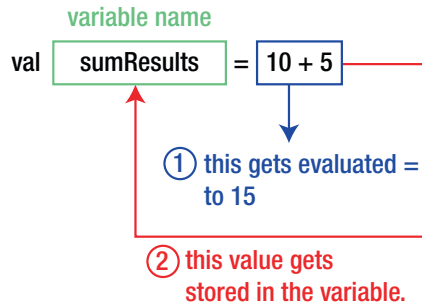 variable name
val sumResults = 10 + 5
1 this gets evaluated =
to 15
2 this value gets
stored in the variable.